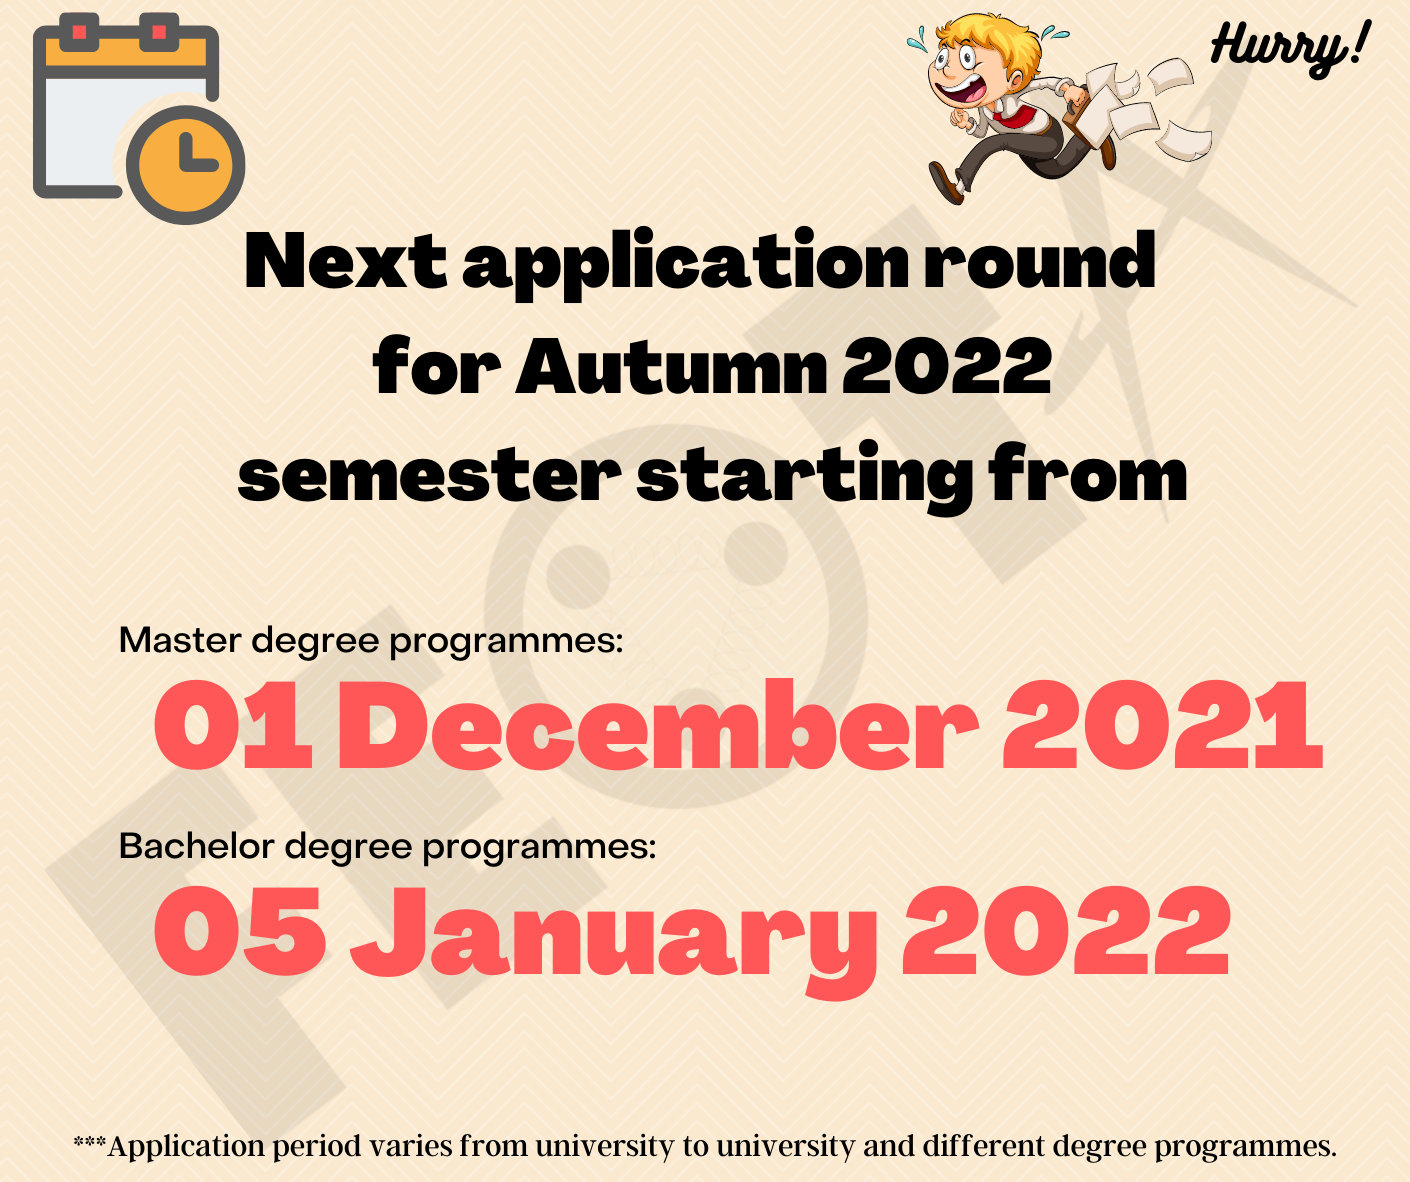 Hurry!
Next application round
for Autumn 2022
semester starting from
Master degree programmes:
01 December 2021
Bachelor degree programmes:
05 January 2022
***Application period varies from university to university and different degree programmes.